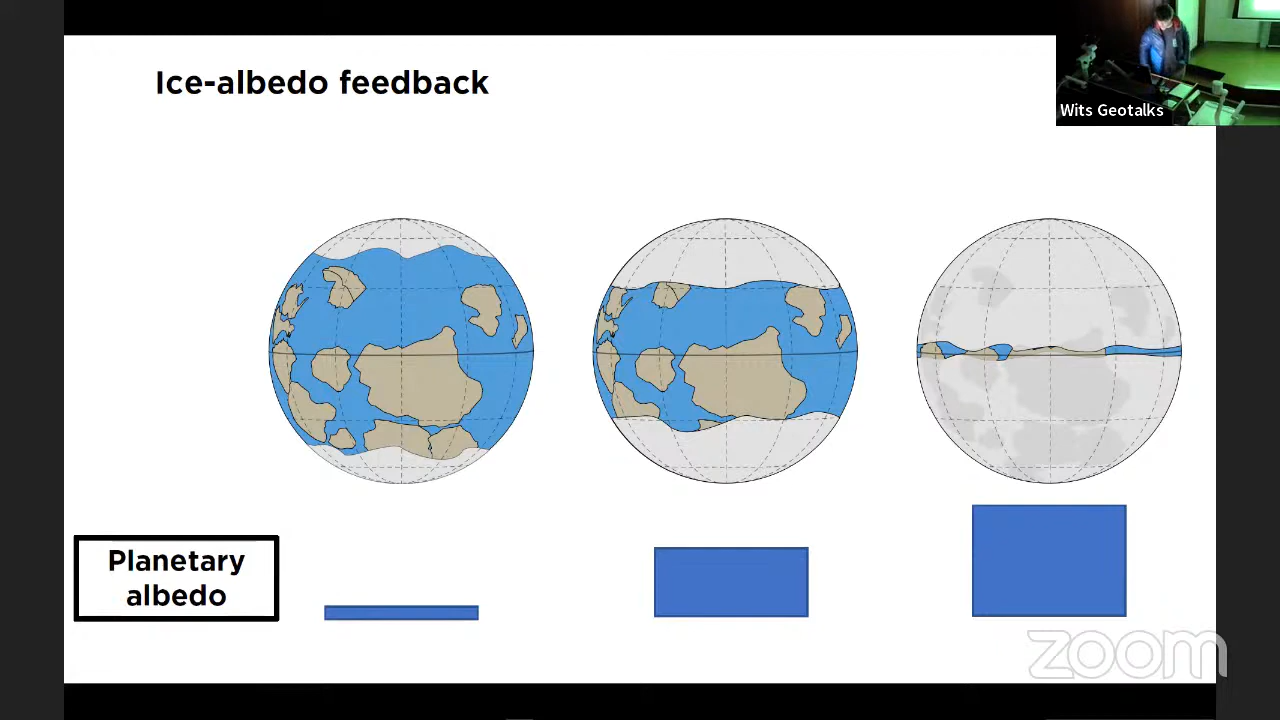 Ice-albedo feedback
Wits Geotalks
Planetary
albedo
zoom